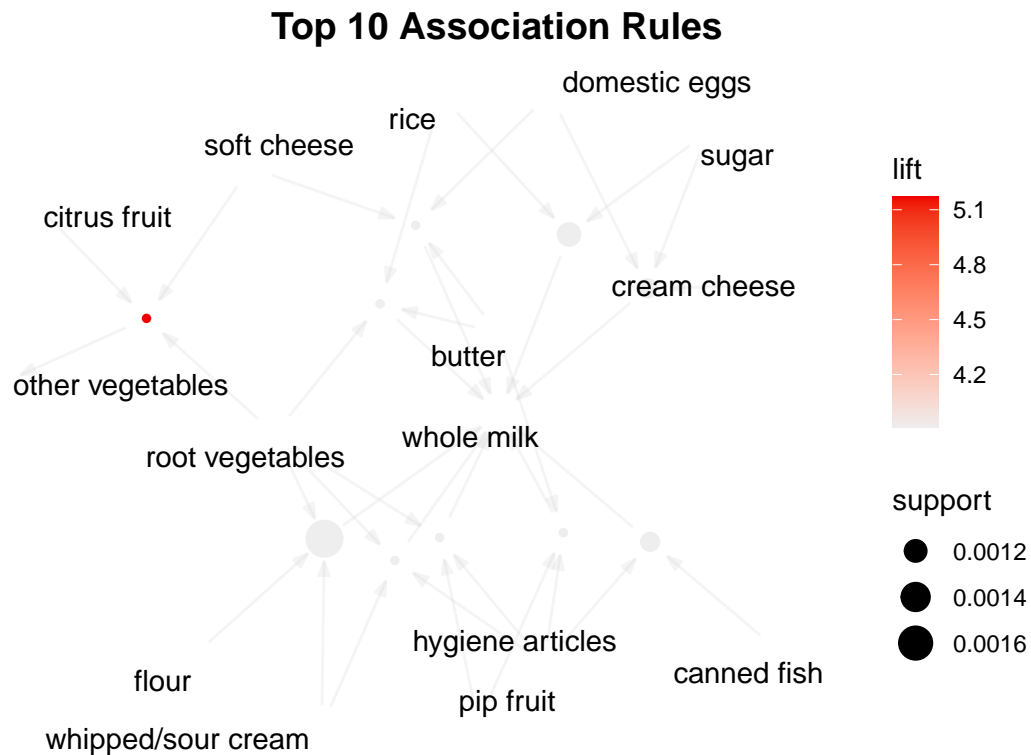 Top 10 Association Rules
domestic eggs
rice
soft cheese
sugar
citrus fruit
cream cheese
butter
other vegetables
whole milk
root vegetables
hygiene articles
canned fish
flour
pip fruit
whipped/sour cream
lift
5.1
4.8
4.5
4.2
support
0.0012
0.0014
0.0016